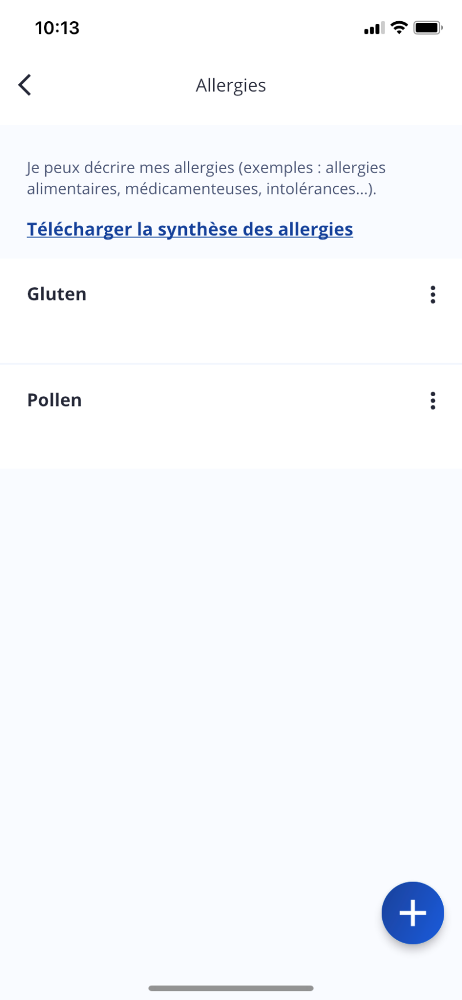 10:13
Allergies
Je peux décrire mes allergies (exemples : allergies
alimentaires, médicamenteuses, intolérances...).
Télécharger la synthèse des allergies
Gluten
Pollen